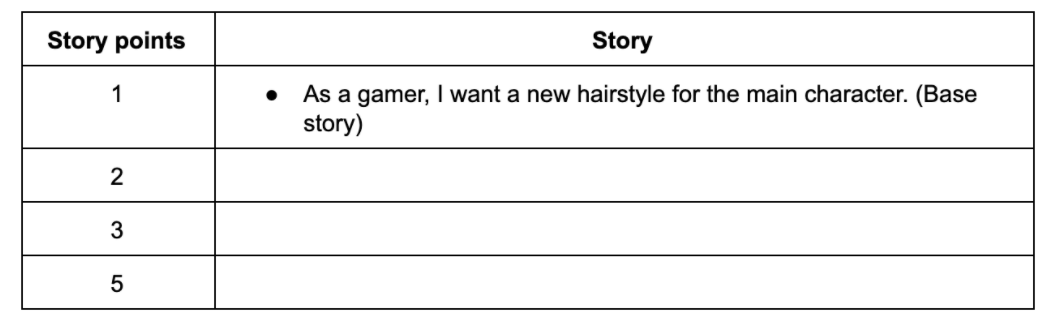 Story points Story
1 ● As a gamer, I want a new hairstyle for the main character. (Base
story)
2
3
5